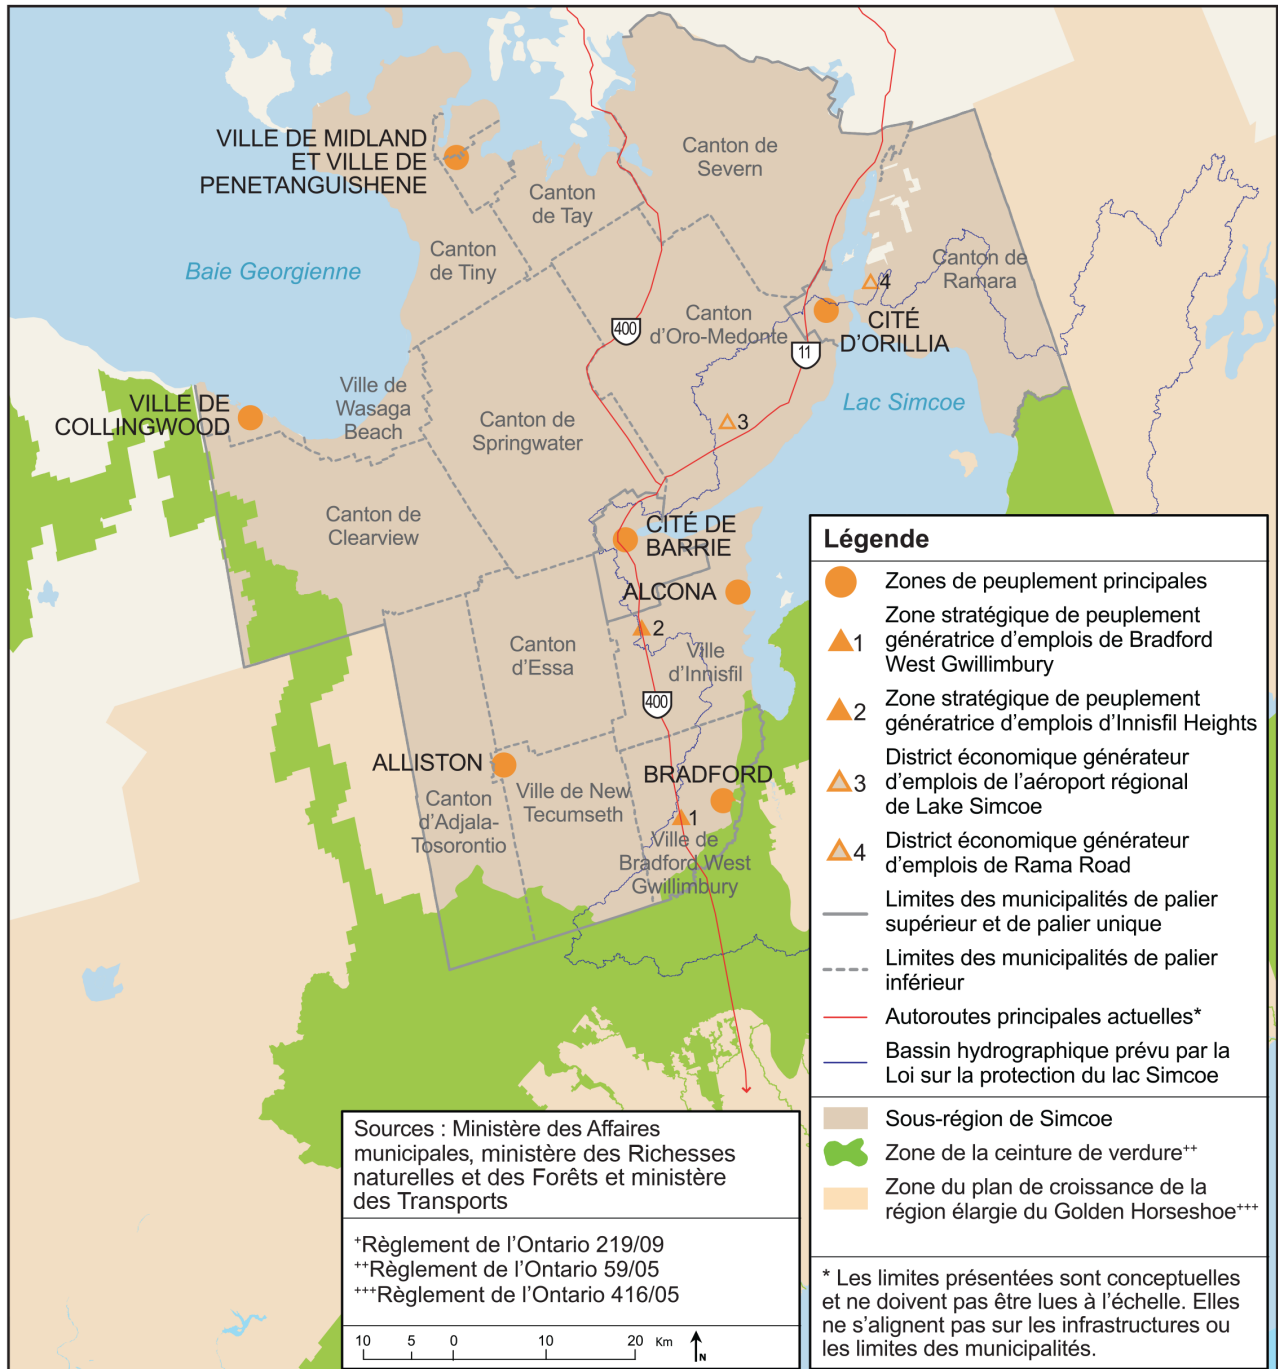 VILLE DE MIDLAND
ET VILLE DE
PENETANGUISHENE
Canton de
Severn
Canton
de Tay
Canton
de Tiny
Baie Georgienne
Canton de
Ramara
4
CITÉ
D'ORILLIA
Canton
d'Oro-Medonte
400
11
Lac Simcoe
VILLE DE
COLLINGWOOD
Ville de
Wasaga
Beach
Canton de
Springwater
3
Canton de
Clearview
CITÉ DE
BARRIE
ALCONA
2
Canton
d'Essa
Ville
d'Innisfil
400
ALLISTON
BRADFORD
Canton
d'Adjala-
Tosorontio
Ville de New
Tecumseth
1
Ville de
Bradford West
Gwillimbury
Légende
Zones de peuplement principales
Zone stratégique de peuplement
1 génératrice d'emplois de Bradford
West Gwillimbury
Zone stratégique de peuplement
2 génératrice d'emplois d'Innisfil Heights
District économique générateur
3 d'emplois de l'aéroport régional
de Lake Simcoe
District économique générateur
4 d'emplois de Rama Road
Limites des municipalités de palier
supérieur et de palier unique
Limites des municipalités de palier
inférieur
Autoroutes principales actuelles*
Bassin hydrographique prévu par la
Loi sur la protection du lac Simcoe
Sous-région de Simcoe
Zone de la ceinture de verdure++
Zone du plan de croissance de la
région élargie du Golden Horseshoe+++
* Les limites présentées sont conceptuelles
et ne doivent pas être lues à l'échelle. Elles
ne s'alignent pas sur les infrastructures ou
les limites des municipalités.
Sources : Ministère des Affaires
municipales, ministère des Richesses
naturelles et des Forêts et ministère
des Transports
+Règlement de l'Ontario 219/09
++Règlement de l'Ontario 59/05
+++Règlement de l'Ontario 416/05
10 5 0 10 20 Km
N